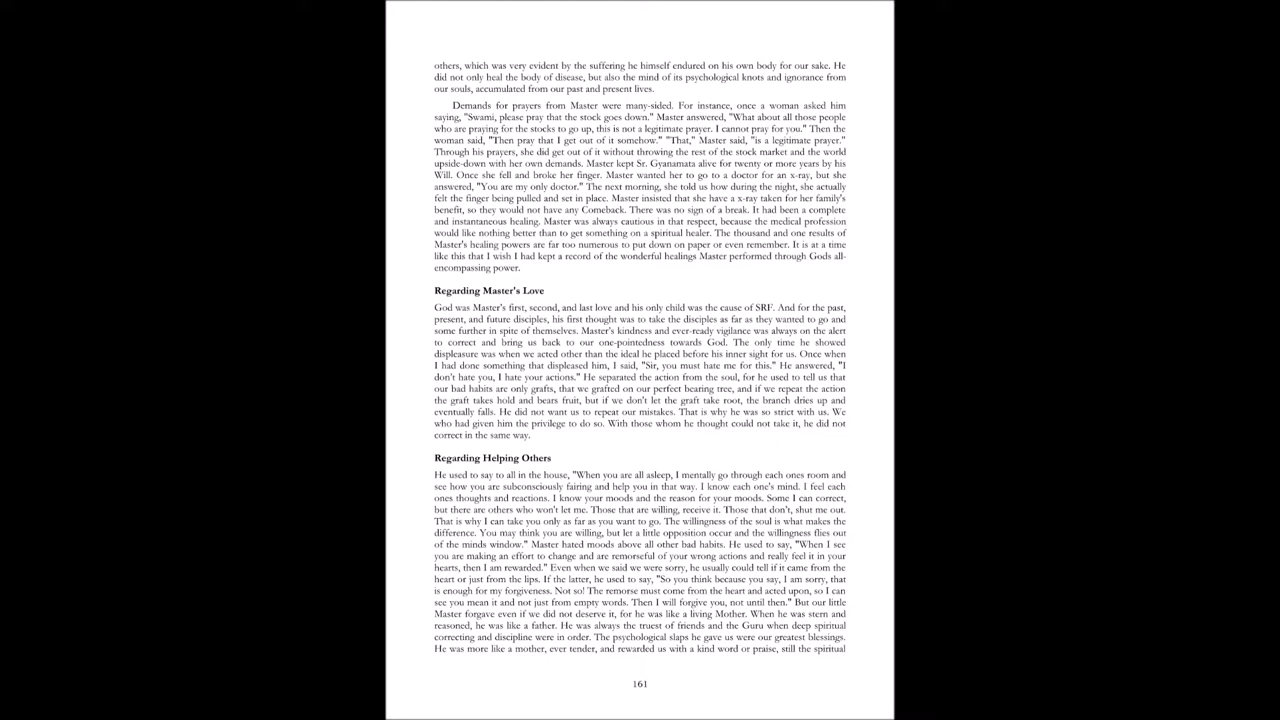 others, which was very evident by the suffering he himself endured on his own body for our sake. He
did not only heal the body of disease, but also the mind of its psychological knots and ignorance from
our souls, accumulated from our past and present lives.
Demands for prayers from Master were many-sided. For instance, once a woman asked him
saying, "Swami, please pray that the stock goes down." Master answered, "What about all those people
who are praying for the stocks to go up, this is not a legitimate prayer. I cannot pray for you." Then the
woman said, "Then pray that I get out of it somehow." "That," Master said, "is a legitimate prayer."
Through his prayers, she did get out of it without throwing the rest of the stock market and the world
upside-down with her own demands. Master kept Sr. Gyanamata alive for twenty or more years by his
Will. Once she fell and broke her finger. Master wanted her to go to a doctor for an x-ray, but she
answered, "You are my only doctor." The next morning, she told us how during the night, she actually
felt the finger being pulled and set in place. Master insisted that she have a x-ray taken for her family's
benefit, so they would not have any Comeback. There was no sign of a break. It had been a complete
and instantaneous healing. Master was always cautious in that respect, because the medical profession
would like nothing better than to get something on a spiritual healer. The thousand and one results of
Master's healing powers are far too numerous to put down on paper or even remember. It is at a time
like this that I wish I had kept a record of the wonderful healings Master performed through Gods all-
encompassing power.
Regarding Master's Love
God was Master's first, second, and last love and his only child was the cause of SRF. And for the past,
present, and future disciples, his first thought was to take the disciples as far as they wanted to go and
some further in spite of themselves. Master's kindness and ever-ready vigilance was always on the alert
to correct and bring us back to our one-pointedness towards God. The only time he showed
displeasure was when we acted other than the ideal he placed before his inner sight for us. Once when
I had done something that displeased him, I said, "Sir, you must hate me for this." He answered, "I
don't hate you, I hate your actions." He separated the action from the soul, for he used to tell us that
our bad habits are only grafts, that we grafted on our perfect bearing tree, and if we repeat the action
the graft takes hold and bears fruit, but if we don't let the graft take root, the branch dries up and
eventually falls. He did not want us to repeat our mistakes. That is why he was so strict with us. We
who had given him the privilege to do so. With those whom he thought could not take it, he did not
correct in the same way.
Regarding Helping Others
He used to say to all in the house, "When you are all asleep, I mentally go through each ones room and
see how you are subconsciously fairing and help you in that way. I know each one's mind. I feel each
ones thoughts and reactions. I know your moods and the reason for your moods. Some I can correct,
but there are others who won't let me. Those that are willing, receive it. Those that don't, shut me out.
That is why I can take you only as far as you want to go. The willingness of the soul is what makes the
difference. You may think you are willing, but let a little opposition occur and the willingness flies out
of the minds window." Master hated moods above all other bad habits. He used to say, "When I see
you are making an effort to change and are remorseful of your wrong actions and really feel it in your
hearts, then I am rewarded." Even when we said we were sorry, he usually could tell if it came from the
heart or just from the lips. If the latter, he used to say, "So you think because you say, I am sorry, that
is enough for my forgiveness. Not so! The remorse must come from the heart and acted upon, so I can
see you mean it and not just from empty words. Then I will forgive you, not until then." But our little
Master forgave even if we did not deserve it, for he was like a living Mother. When he was stern and
reasoned, he was like a father. He was always the truest of friends and the Guru when deep spiritual
correcting and discipline were in order. The psychological slaps he gave us were our greatest blessings.
He was more like a mother, ever tender, and rewarded us with a kind word or praise, still the spiritual
161